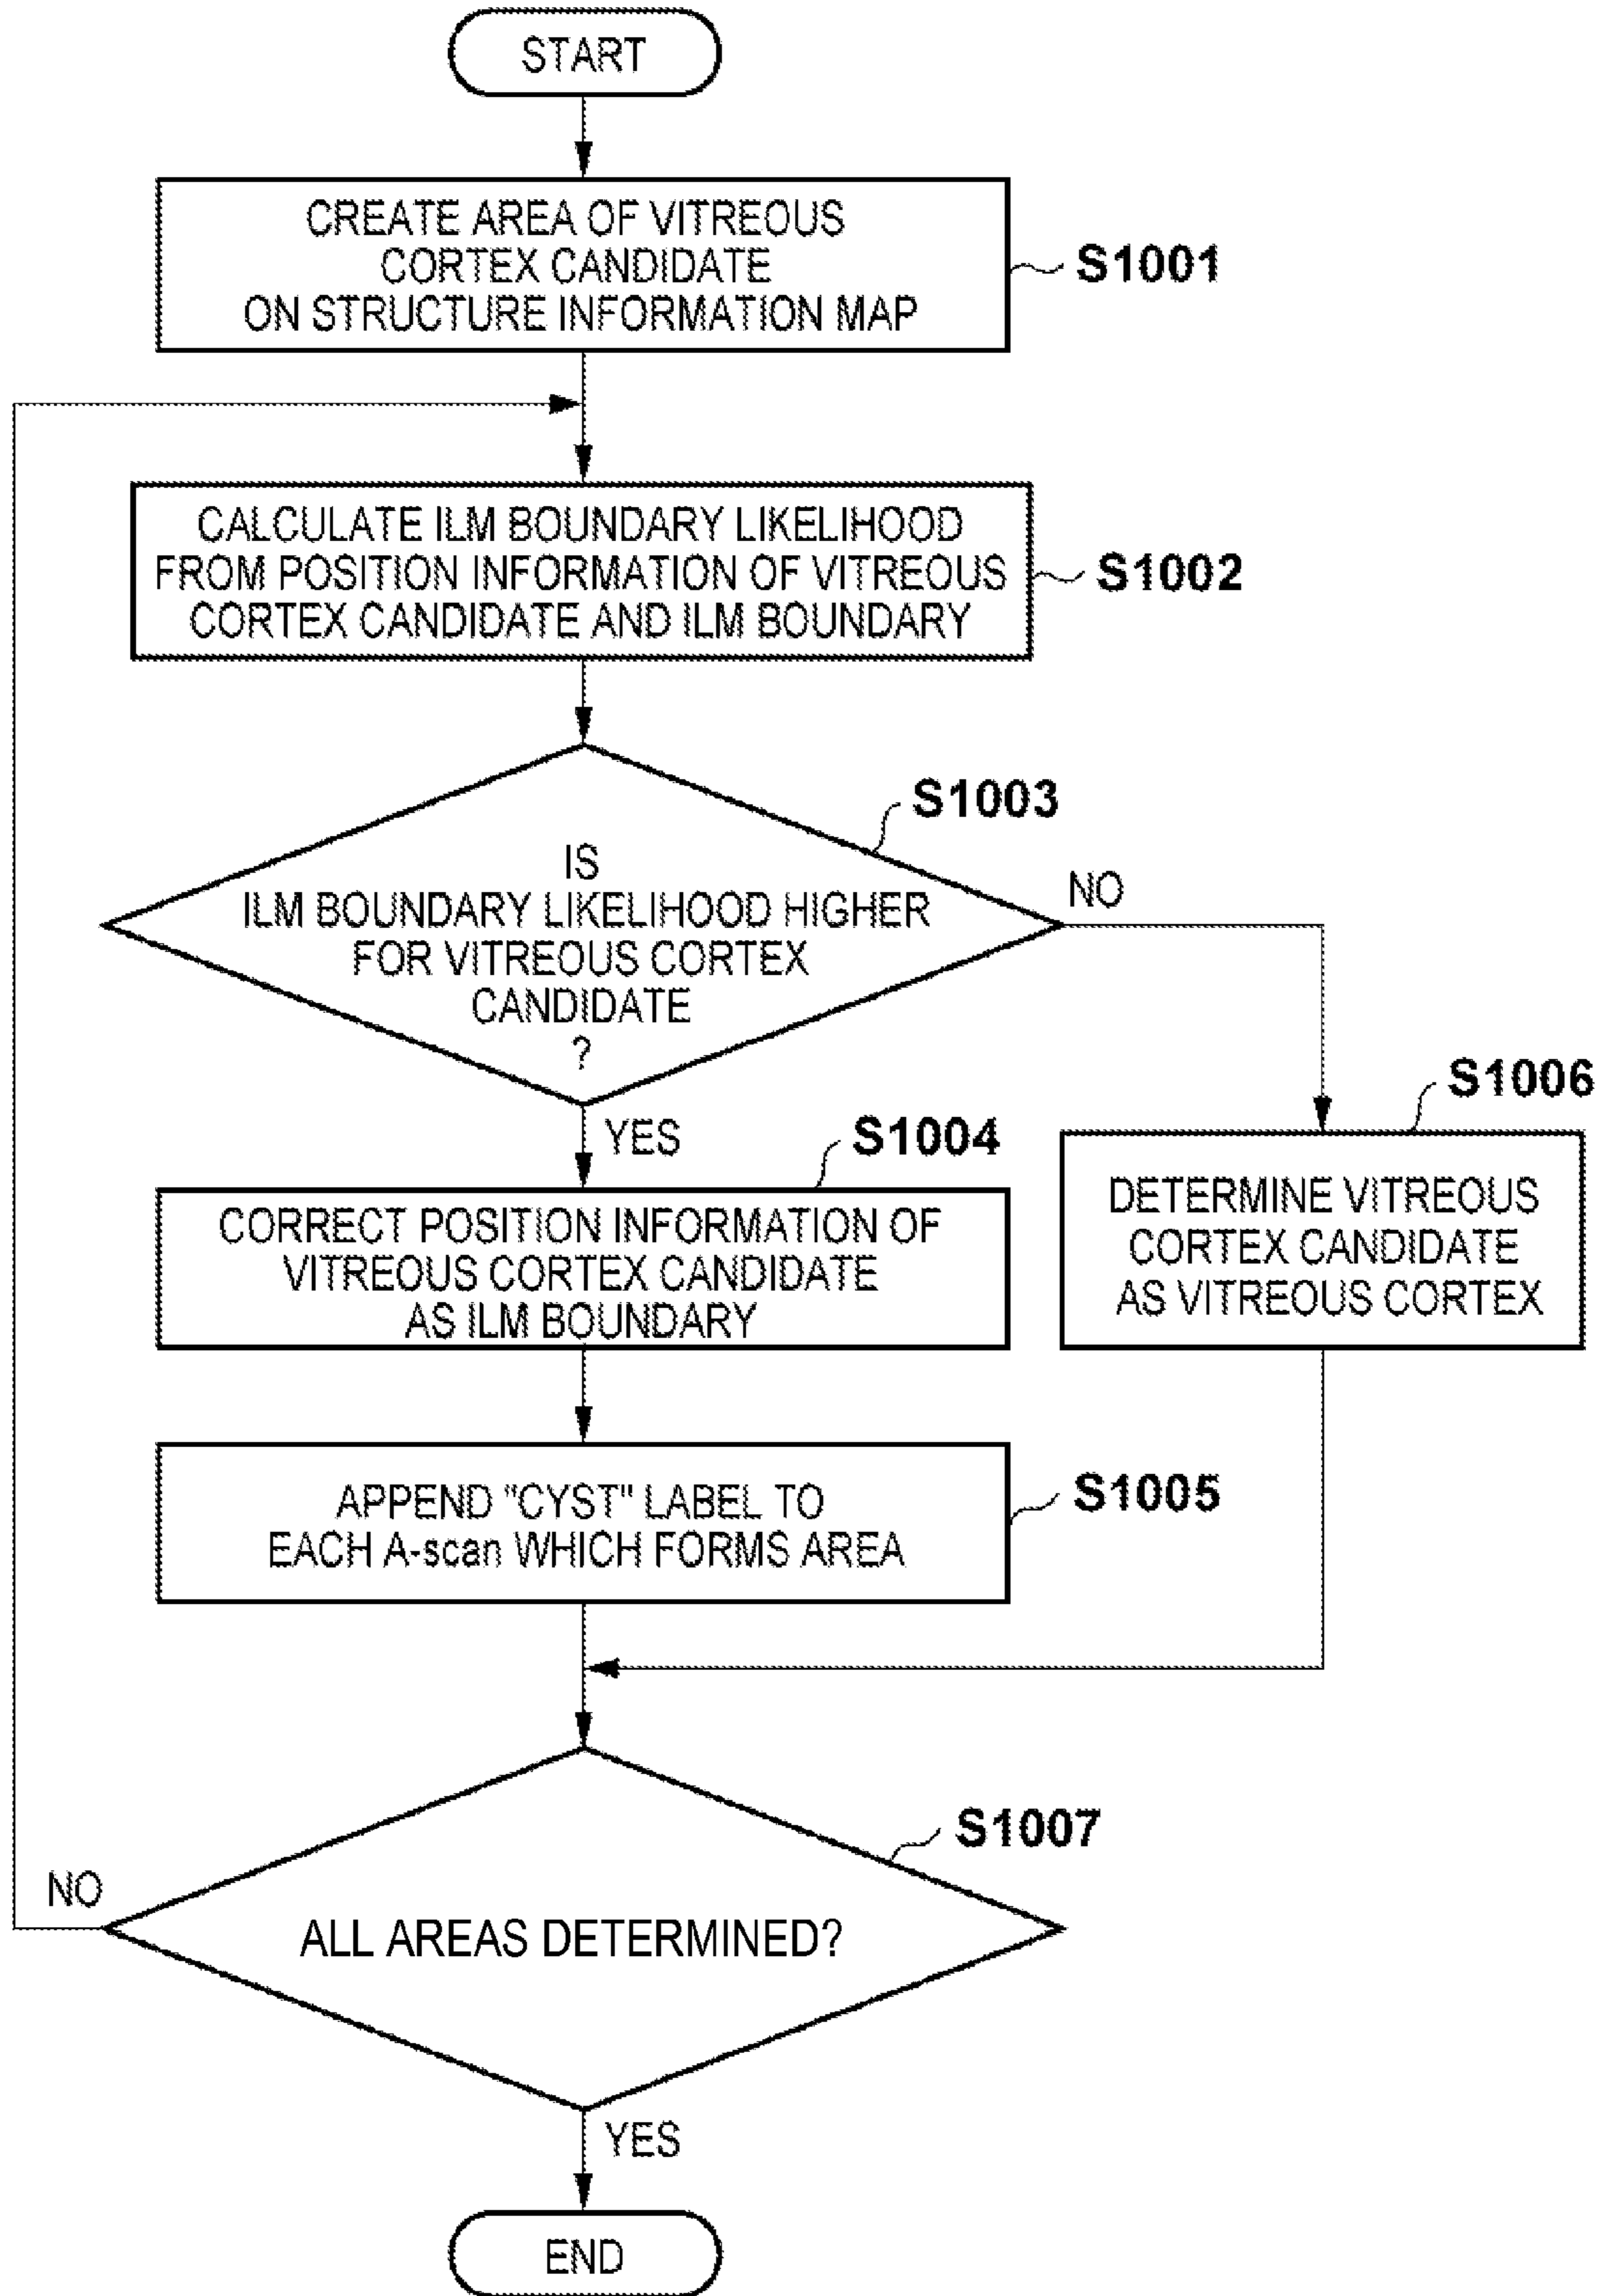 START
CREATE AREA OF VITREOUS
CORTEX CANDIDATE
ON STRUCTURE INFORMATION MAP
S1001
CALCULATE ILM BOUNDARY LIKELIHOOD
FROM POSITION INFORMATION OF VITREOUS
CORTEX CANDIDATE AND ILM BOUNDARY
S1002
S1003
IS
ILM BOUNDARY LIKELIHOOD HIGHER
FOR VITREOUS CORTEX
CANDIDATE
?
NO
YES
S1004
CORRECT POSITION INFORMATION OF
VITREOUS CORTEX CANDIDATE
AS ILM BOUNDARY
S1006
DETERMINE VITREOUS
CORTEX CANDIDATE
AS VITREOUS CORTEX
APPEND "CYST" LABEL TO
EACH A-scan WHICH FORMS AREA
S1005
S1007
ALL AREAS DETERMINED?
NO
YES
END